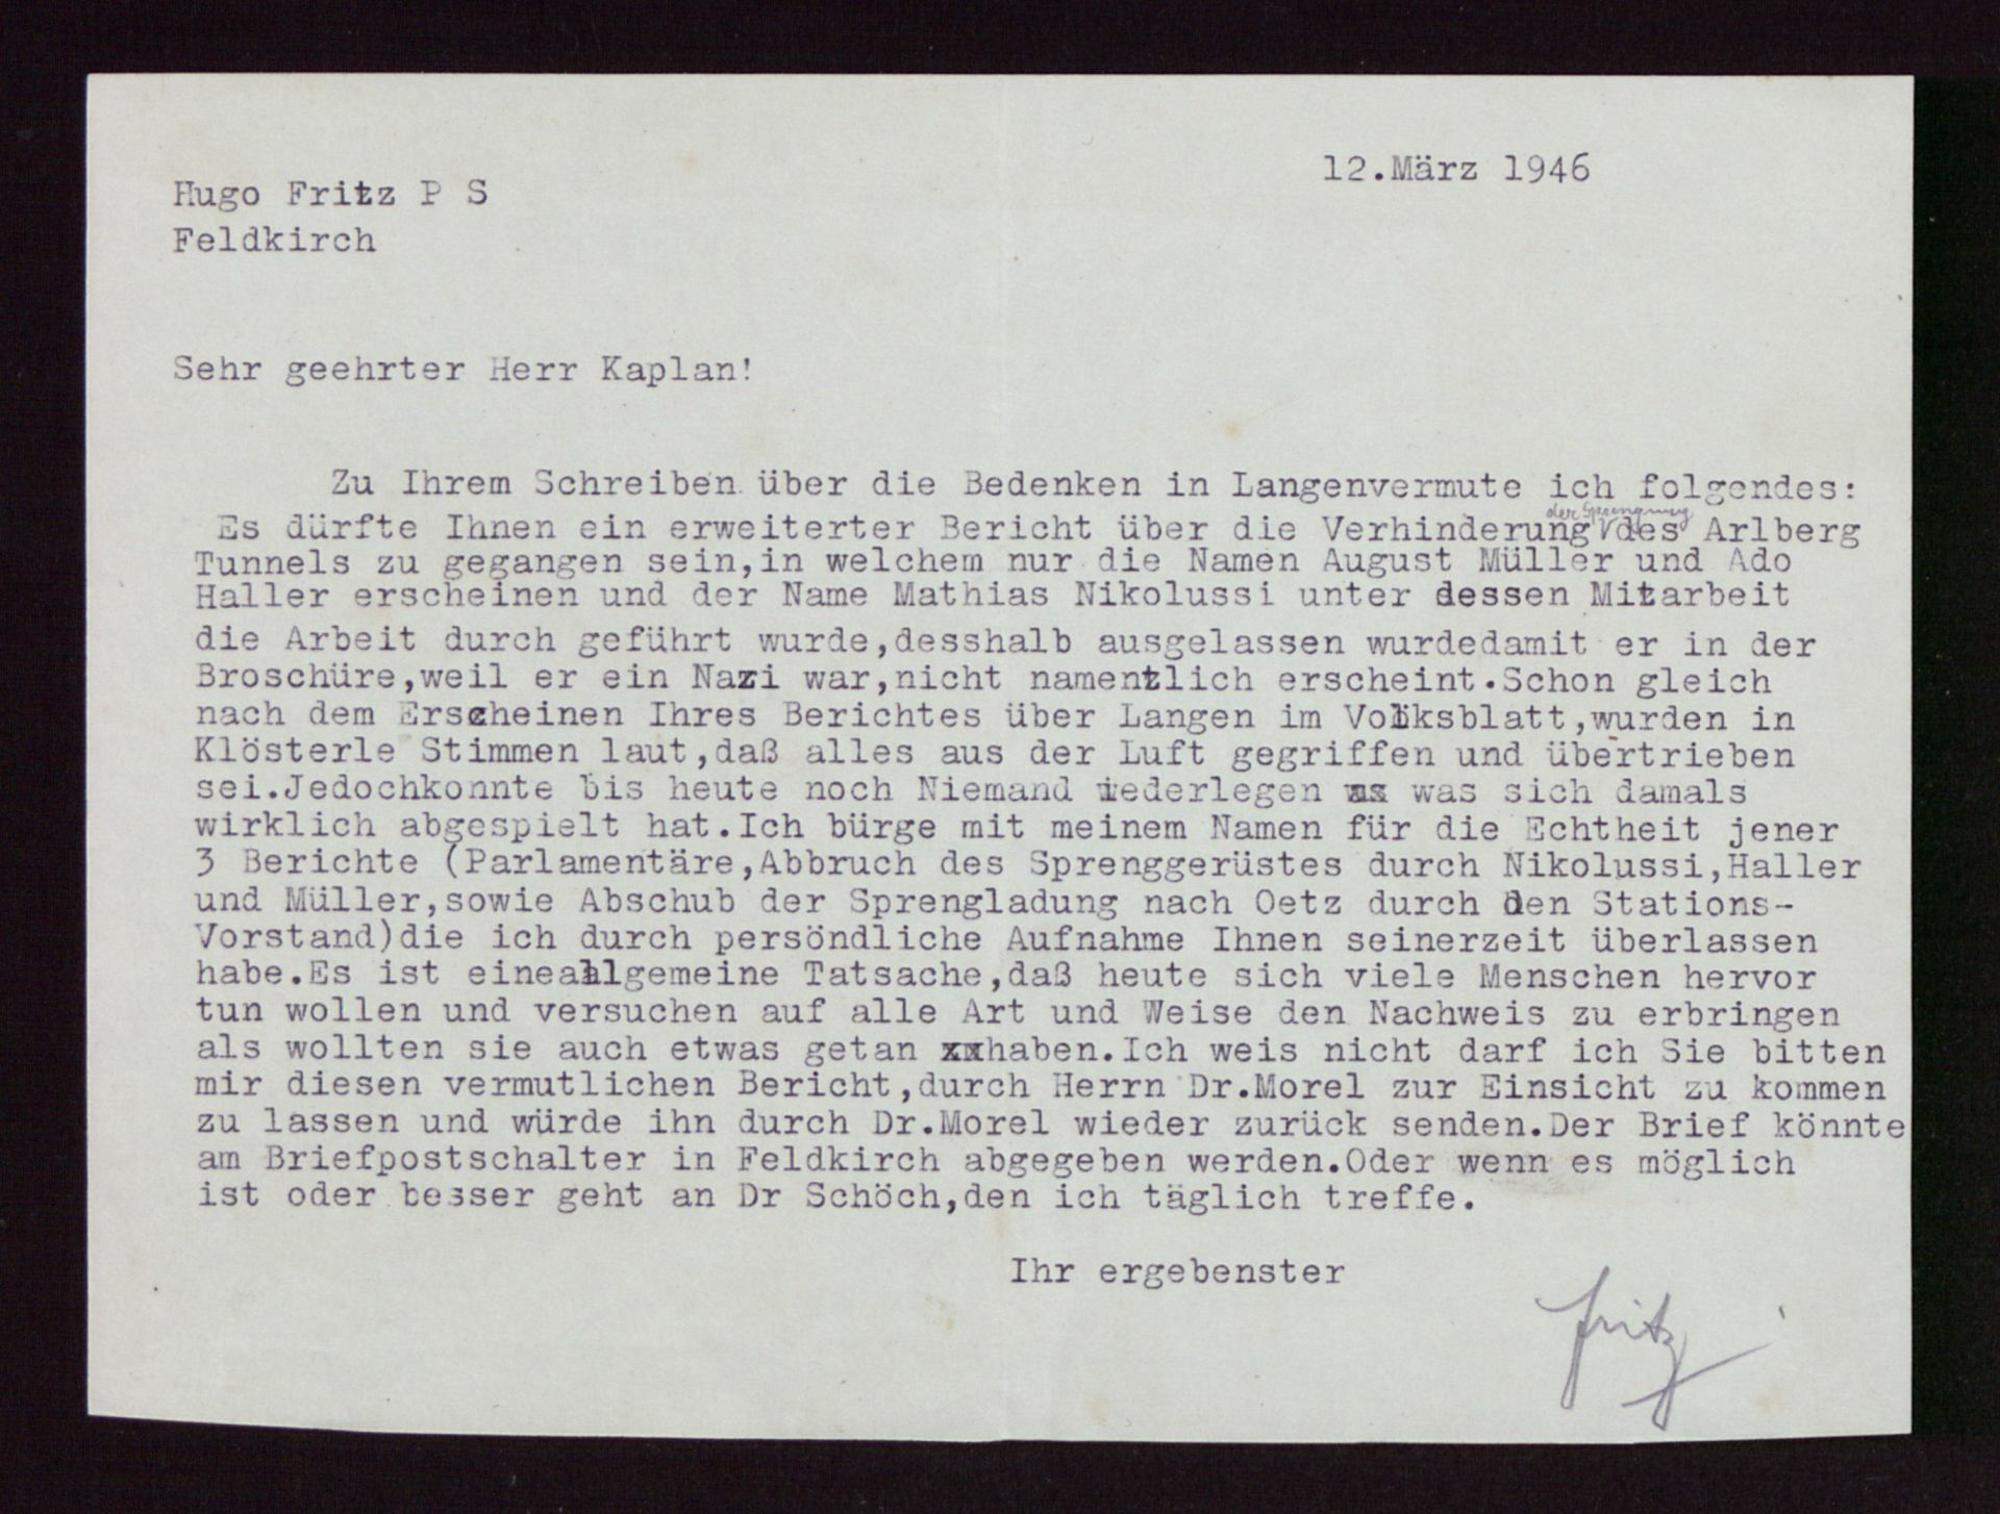 12.März 1946
Hugo Fritz P S
Feldkirch
Sehr geehrter Herr Kaplan!
Zu Ihrem Schreiben über die Bedenken in Langenvermute ich folgendes:
der Sprengung
Es dürfte Ihnen ein erweiterter Bericht über die Verhinderung des Arlberg
Tunnels zu gegangen sein,in welchem nur die Namen August Müller und Ado
Haller erscheinen und der Name Mathias Nikolussi unter dessen Mitarbeit
die Arbeit durch geführt wurde,desshalb ausgelassen wurdedamit er in der
Broschüre,weil er ein Nazi war,nicht namentlich erscheint.Schon gleich
nach dem Erscheinen Ihres Berichtes über Langen im Volksblatt,wurden in
Klösterle Stimmen laut,daß alles aus der Luft gegriffen und übertrieben
sei.Jedochkonnte bis heute noch Niemand iederlegen was was sich damals
wirklich abgespielt hat.Ich bürge mit meinem Namen für die Echtheit jener
3 Berichte (Parlamentäre,Abbruch des Sprenggerüstes durch Nikolussi,Haller
und Müller,sowie Abschub der Sprengladung nach Oetz durch den Stations-
Vorstand)die ich durch persöndliche Aufnahme Ihnen seinerzeit überlassen
habe.Es ist eineallgemeine Tatsache,daß heute sich viele Menschen hervor
tun wollen und versuchen auf alle Art und Weise den Nachweis zu erbringen
als wollten sie auch etwas getan xxhaben.Ich weis nicht darf ich Sie bitten
mir diesen vermutlichen Bericht,durch Herrn Dr.Morel zur Einsicht zu kommen
zu lassen und würde ihn durch Dr.Morel wieder zurück senden.Der Brief könnte
am Briefpostschalter in Feldkirch abgegeben werden.Oder wenn es möglich
ist oder besser geht an Dr Schöch,den ich täglich treffe.
Ihr ergebenster
Fritz